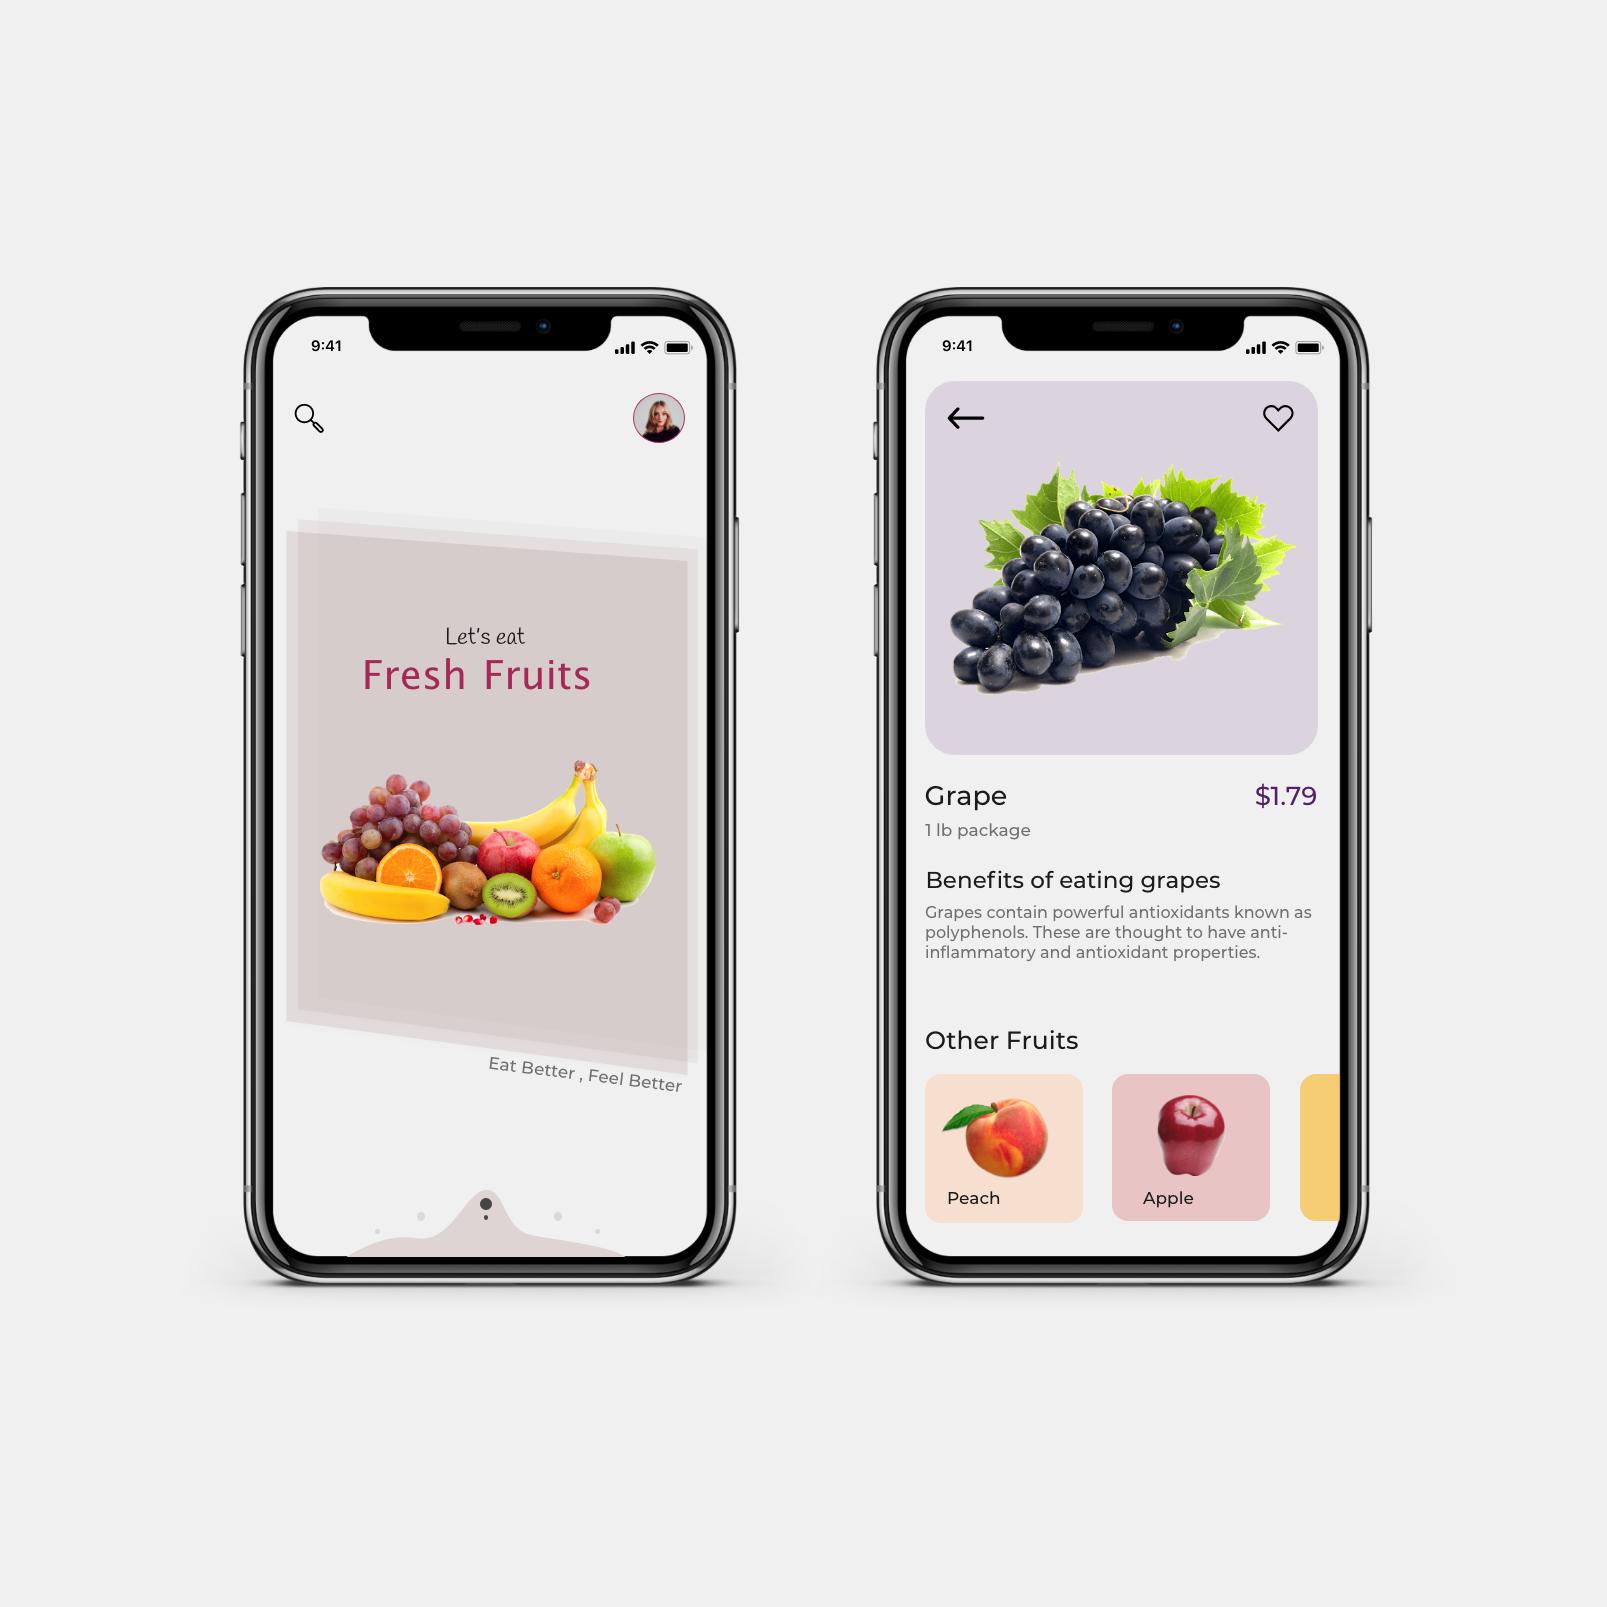 9:41
Let's eat
Fresh Fruits
Eat Better , Feel Better
9:41
Grape
$1.79
1 lb package
Benefits of eating grapes
Grapes contain powerful antioxidants known as
polyphenols. These are thought to have anti-
inflammatory and antioxidant properties.
Other Fruits
Peach
Apple